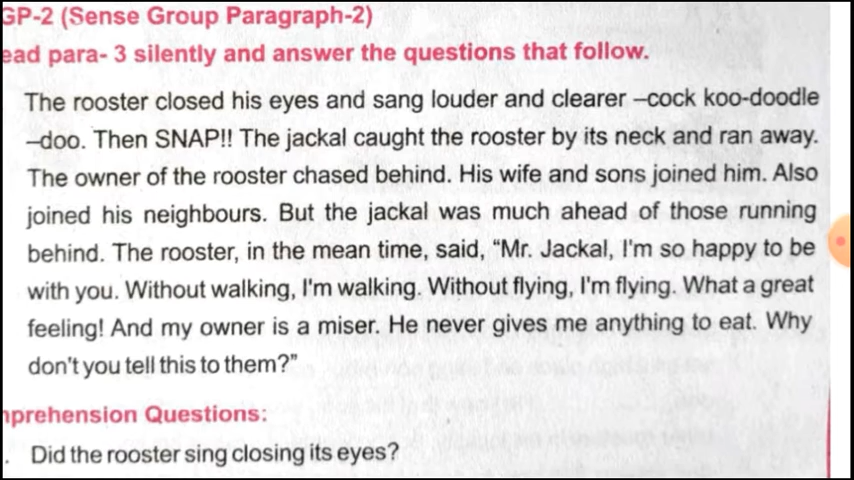 GP-2 (Sense Group Paragraph-2)
ead para- 3 silently and answer the questions that follow.
The rooster closed his eyes and sang louder and clearer –cock koo-doodle
–doo. Then SNAP!! The jackal caught the rooster by its neck and ran away.
The owner of the rooster chased behind. His wife and sons joined him. Also
joined his neighbours. But the jackal was much ahead of those running
behind. The rooster, in the mean time, said, “Mr. Jackal, I'm so happy to be
with you. Without walking, I'm walking. Without flying, I'm flying. What a great
feeling! And my owner is a miser. He never gives me anything to eat. Why
don't you tell this to them?”
nprehension Questions:
. Did the rooster sing closing its eyes?